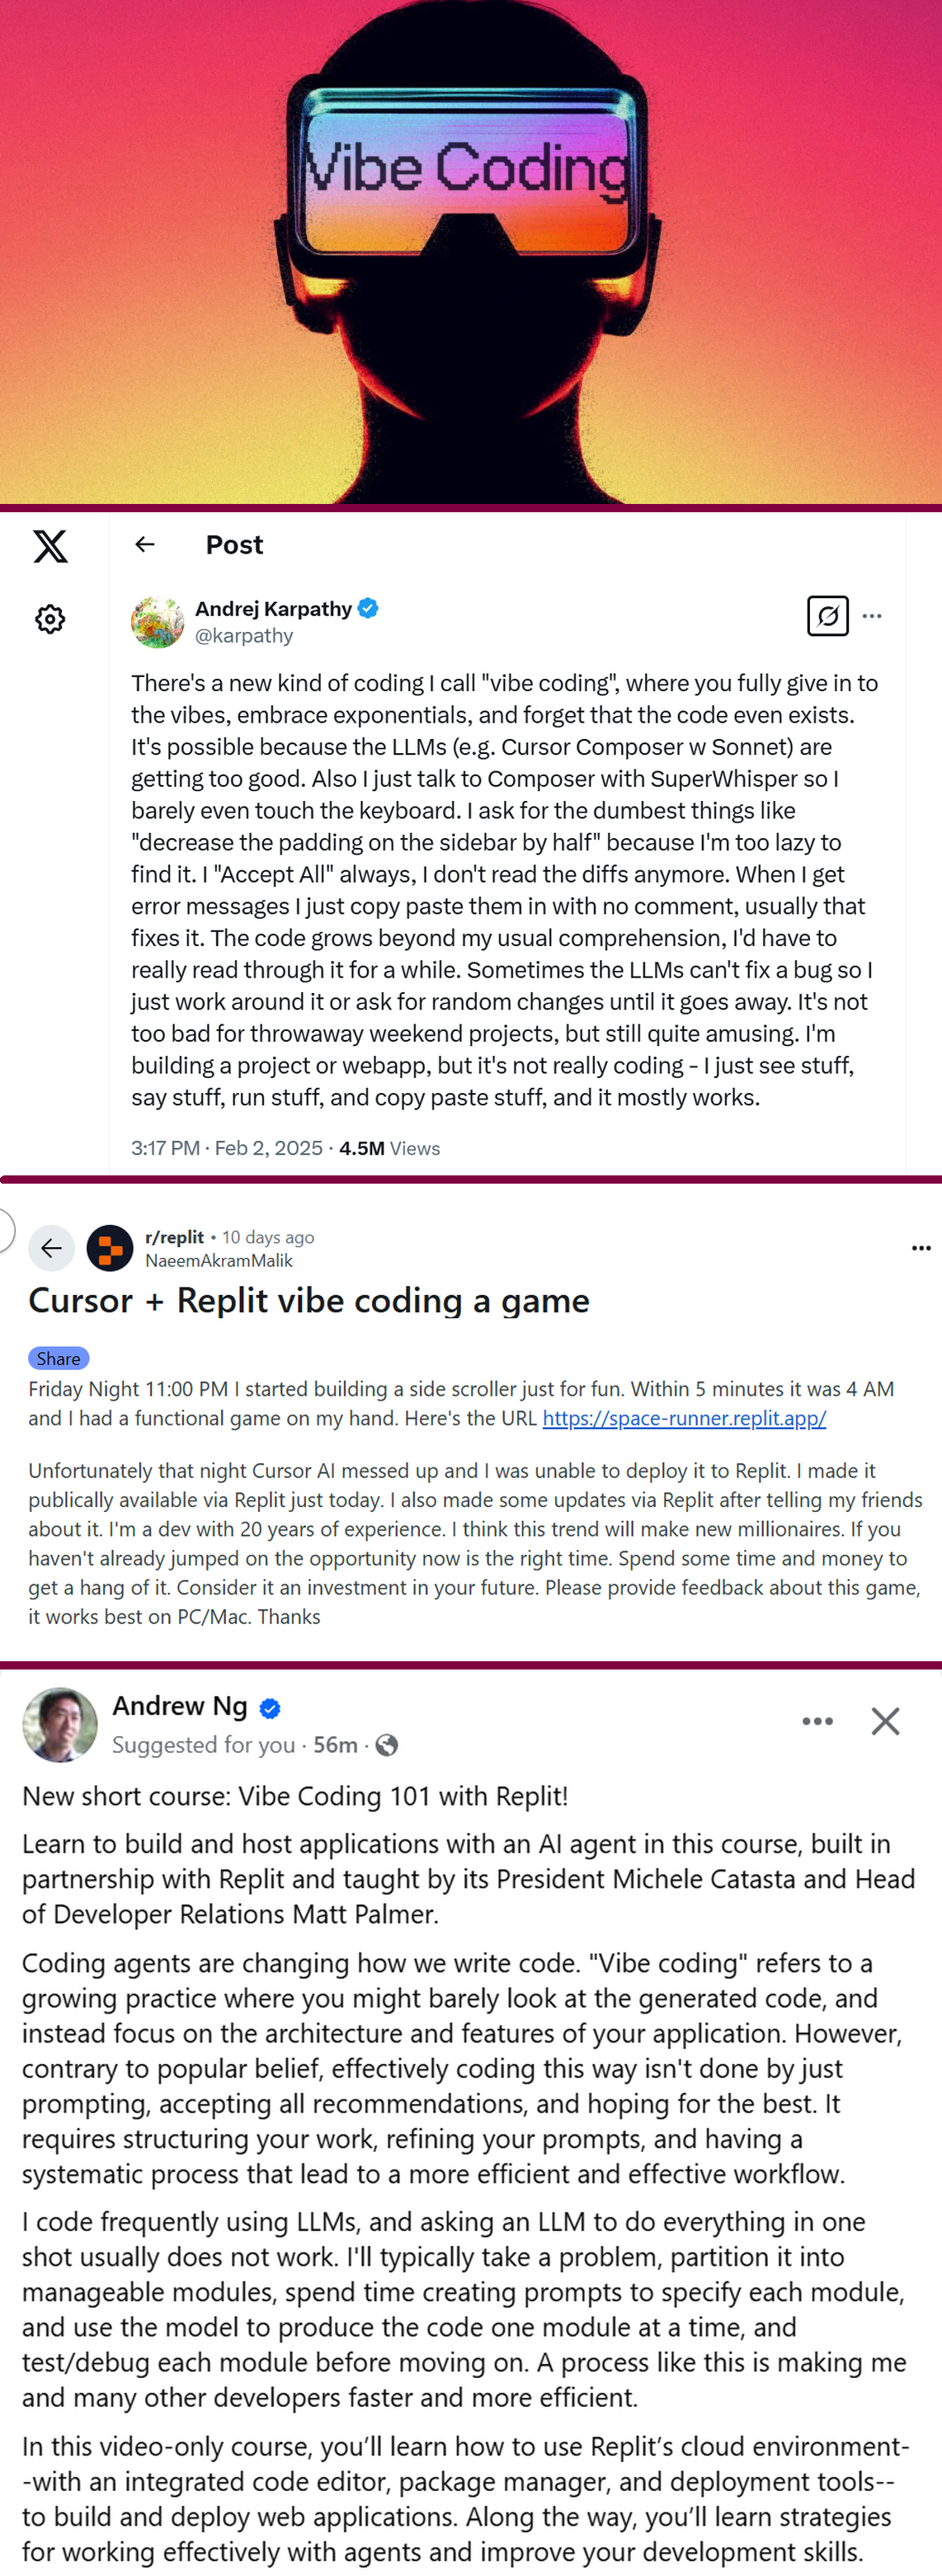 Vibe Coding
Post
Andrej Karpathy
@karpathy
There's a new kind of coding I call "vibe coding", where you fully give in to
the vibes, embrace exponentials, and forget that the code even exists.
It's possible because the LLMs (e.g. Cursor Composer w Sonnet) are
getting too good. Also I just talk to Composer with SuperWhisper so I
barely even touch the keyboard. I ask for the dumbest things like
"decrease the padding on the sidebar by half" because I'm too lazy to
find it. I "Accept All" always, I don't read the diffs anymore. When I get
error messages I just copy paste them in with no comment, usually that
fixes it. The code grows beyond my usual comprehension, I'd have to
really read through it for a while. Sometimes the LLMs can't fix a bug so I
just work around it or ask for random changes until it goes away. It's not
too bad for throwaway weekend projects, but still quite amusing. I'm
building a project or webapp, but it's not really coding - I just see stuff,
say stuff, run stuff, and copy paste stuff, and it mostly works.
3:17 PM · Feb 2, 2025 · 4.5M Views
r/replit • 10 days ago
NaeemAkramMalik
Cursor + Replit vibe coding a game
Share
Friday Night 11:00 PM I started building a side scroller just for fun. Within 5 minutes it was 4 AM
and I had a functional game on my hand. Here's the URL https://space-runner.replit.app/
Unfortunately that night Cursor AI messed up and I was unable to deploy it to Replit. I made it
publically available via Replit just today. I also made some updates via Replit after telling my friends
about it. I'm a dev with 20 years of experience. I think this trend will make new millionaires. If you
haven't already jumped on the opportunity now is the right time. Spend some time and money to
get a hang of it. Consider it an investment in your future. Please provide feedback about this game,
it works best on PC/Mac. Thanks
Andrew Ng
Suggested for you · 56m ·
New short course: Vibe Coding 101 with Replit!
Learn to build and host applications with an AI agent in this course, built in
partnership with Replit and taught by its President Michele Catasta and Head
of Developer Relations Matt Palmer.
Coding agents are changing how we write code. "Vibe coding" refers to a
growing practice where you might barely look at the generated code, and
instead focus on the architecture and features of your application. However,
contrary to popular belief, effectively coding this way isn't done by just
prompting, accepting all recommendations, and hoping for the best. It
requires structuring your work, refining your prompts, and having a
systematic process that lead to a more efficient and effective workflow.
I code frequently using LLMs, and asking an LLM to do everything in one
shot usually does not work. I'll typically take a problem, partition it into
manageable modules, spend time creating prompts to specify each module,
and use the model to produce the code one module at a time, and
test/debug each module before moving on. A process like this is making me
and many other developers faster and more efficient.
In this video-only course, you’ll learn how to use Replit’s cloud environment-
-with an integrated code editor, package manager, and deployment tools--
to build and deploy web applications. Along the way, you’ll learn strategies
for working effectively with agents and improve your development skills.